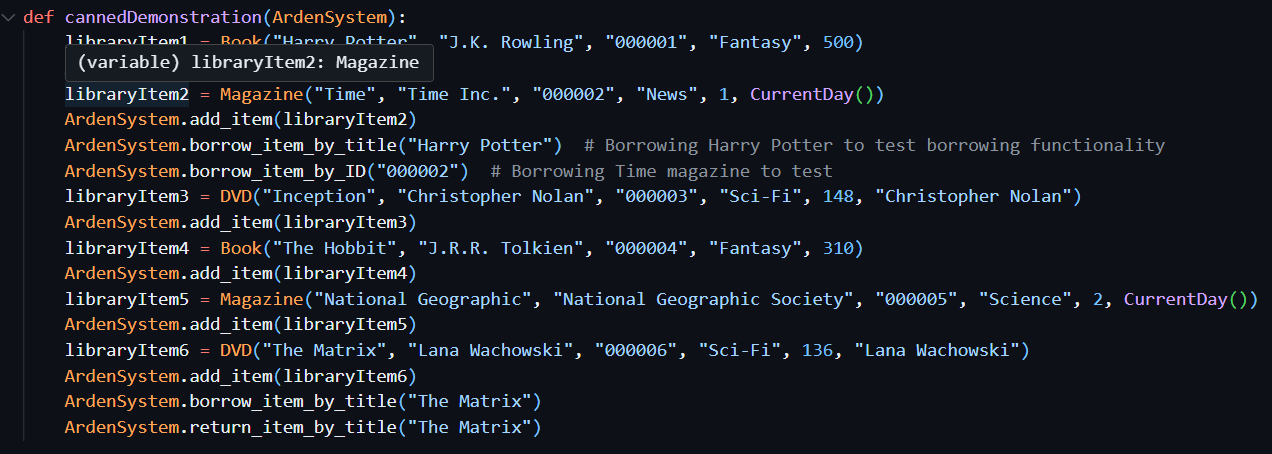 def cannedDemonstration(ArdenSystem):
libraryItem1 = Book("Harry Potter", "J.K. Rowling", "000001", "Fantasy", 500)
(variable) libraryItem2: Magazine
libraryItem2 = Magazine("Time", "Time Inc.", "000002", "News", 1, CurrentDay())
ArdenSystem.add_item(libraryItem2)
ArdenSystem.borrow_item_by_title("Harry Potter")  # Borrowing Harry Potter to test borrowing functionality
ArdenSystem.borrow_item_by_ID("000002")  # Borrowing Time magazine to test
libraryItem3 = DVD("Inception", "Christopher Nolan", "000003", "Sci-Fi", 148, "Christopher Nolan")
ArdenSystem.add_item(libraryItem3)
libraryItem4 = Book("The Hobbit", "J.R.R. Tolkien", "000004", "Fantasy", 310)
ArdenSystem.add_item(libraryItem4)
libraryItem5 = Magazine("National Geographic", "National Geographic Society", "000005", "Science", 2, CurrentDay())
ArdenSystem.add_item(libraryItem5)
libraryItem6 = DVD("The Matrix", "Lana Wachowski", "000006", "Sci-Fi", 136, "Lana Wachowski")
ArdenSystem.add_item(libraryItem6)
ArdenSystem.borrow_item_by_title("The Matrix")
ArdenSystem.return_item_by_title("The Matrix")